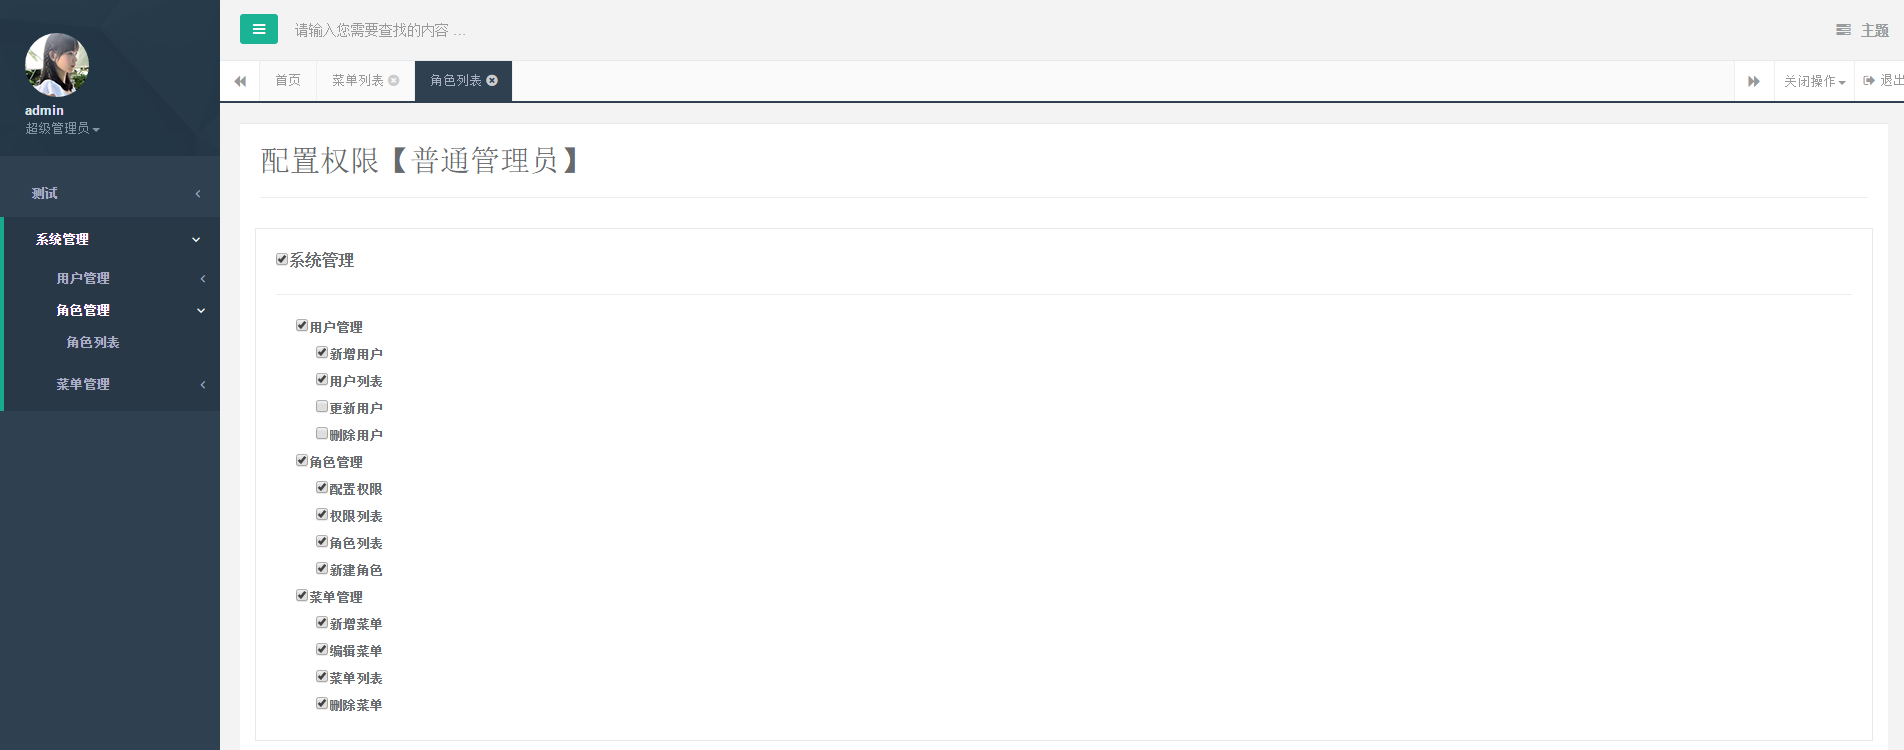 admin
超级管理员
测试
系统管理
用户管理
角色管理
角色列表
菜单管理
请输入您需要查找的内容 …
主题
首页
菜单列表
角色列表
关闭操作
退出
配置权限【普通管理员】
系统管理
用户管理
新增用户
用户列表
更新用户
删除用户
角色管理
配置权限
权限列表
角色列表
新建角色
菜单管理
新增菜单
编辑菜单
菜单列表
删除菜单